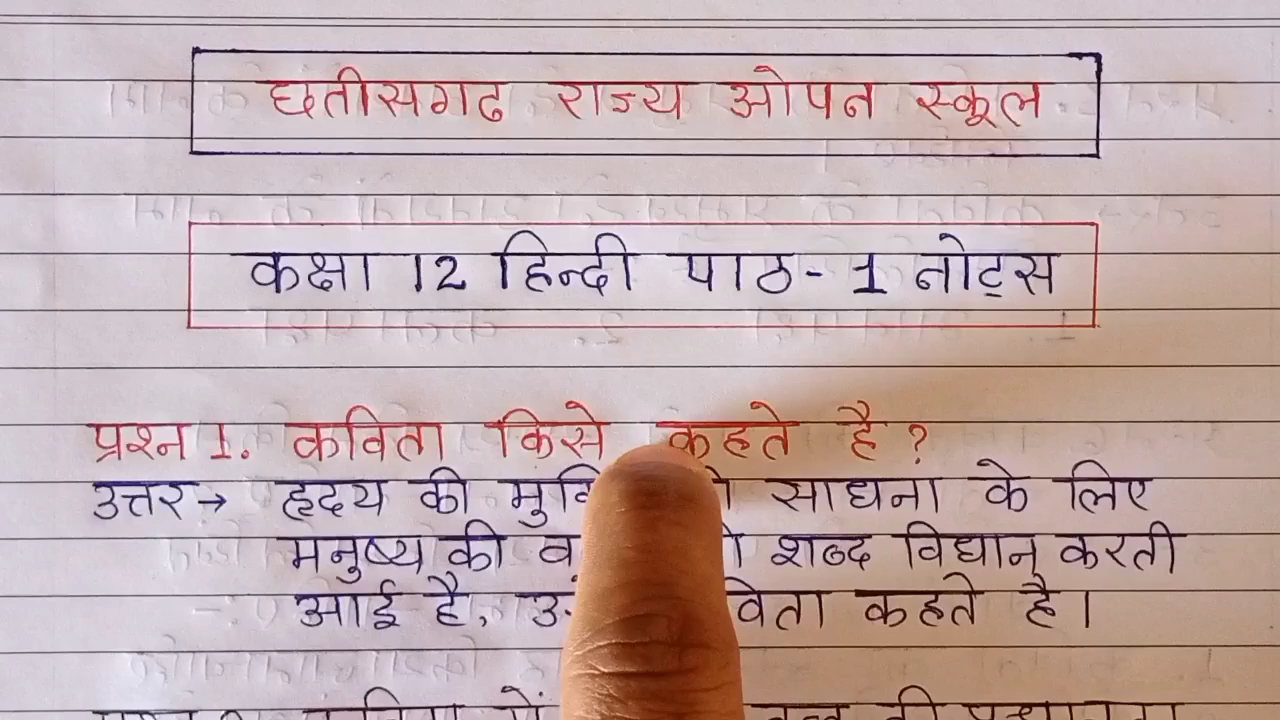 छतीसगढ राज्य ओपन स्कूल
कक्षा 12 हिन्दी पाठ- 1 नोट्स
प्रश्न 1. कविता किसे कहते है ?
उत्तर → हृदय की साधना के लिए
मनुष्य की शब्द विधान करती
आई है, कहते है।